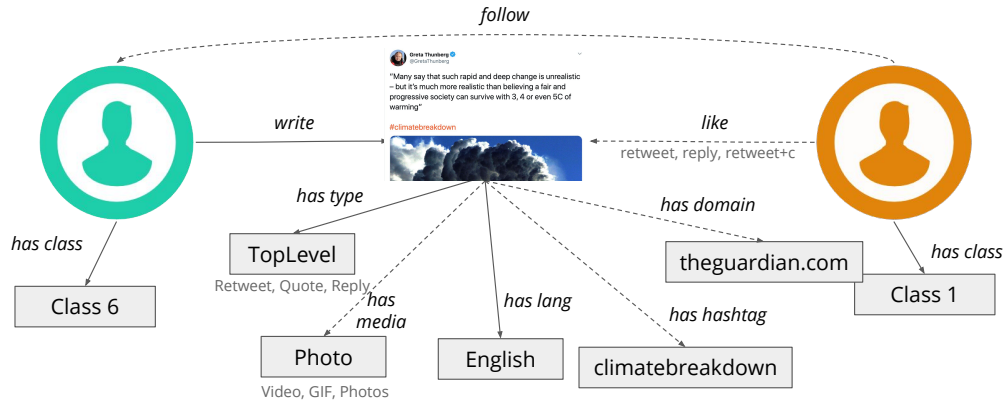 follow
Greta Thunberg
@GretaThunberg
"Many say that such rapid and deep change is unrealistic
– but it's much more realistic than believing a fair and
progressive society can survive with 3, 4 or even 5C of
warming"
#climatebreakdown
write
like
retweet, reply, retweet+c
has type
has domain
has class
TopLevel
theguardian.com
has class
Retweet, Quote, Reply
Class 6
has
media
has lang
has hashtag
Class 1
Photo
English
climatebreakdown
Video, GIF, Photos